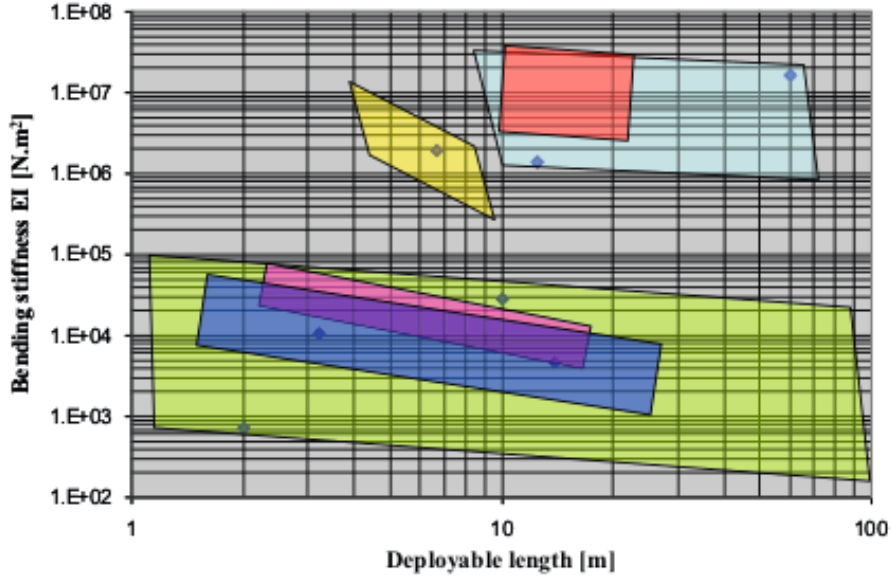 1.E+08
1.E+07
1.E+06
1.E+05
1.E+04
1.E+03
1.E+02
Bending stiffness EI [N.m²]
1 10 100
Deployable length [m]